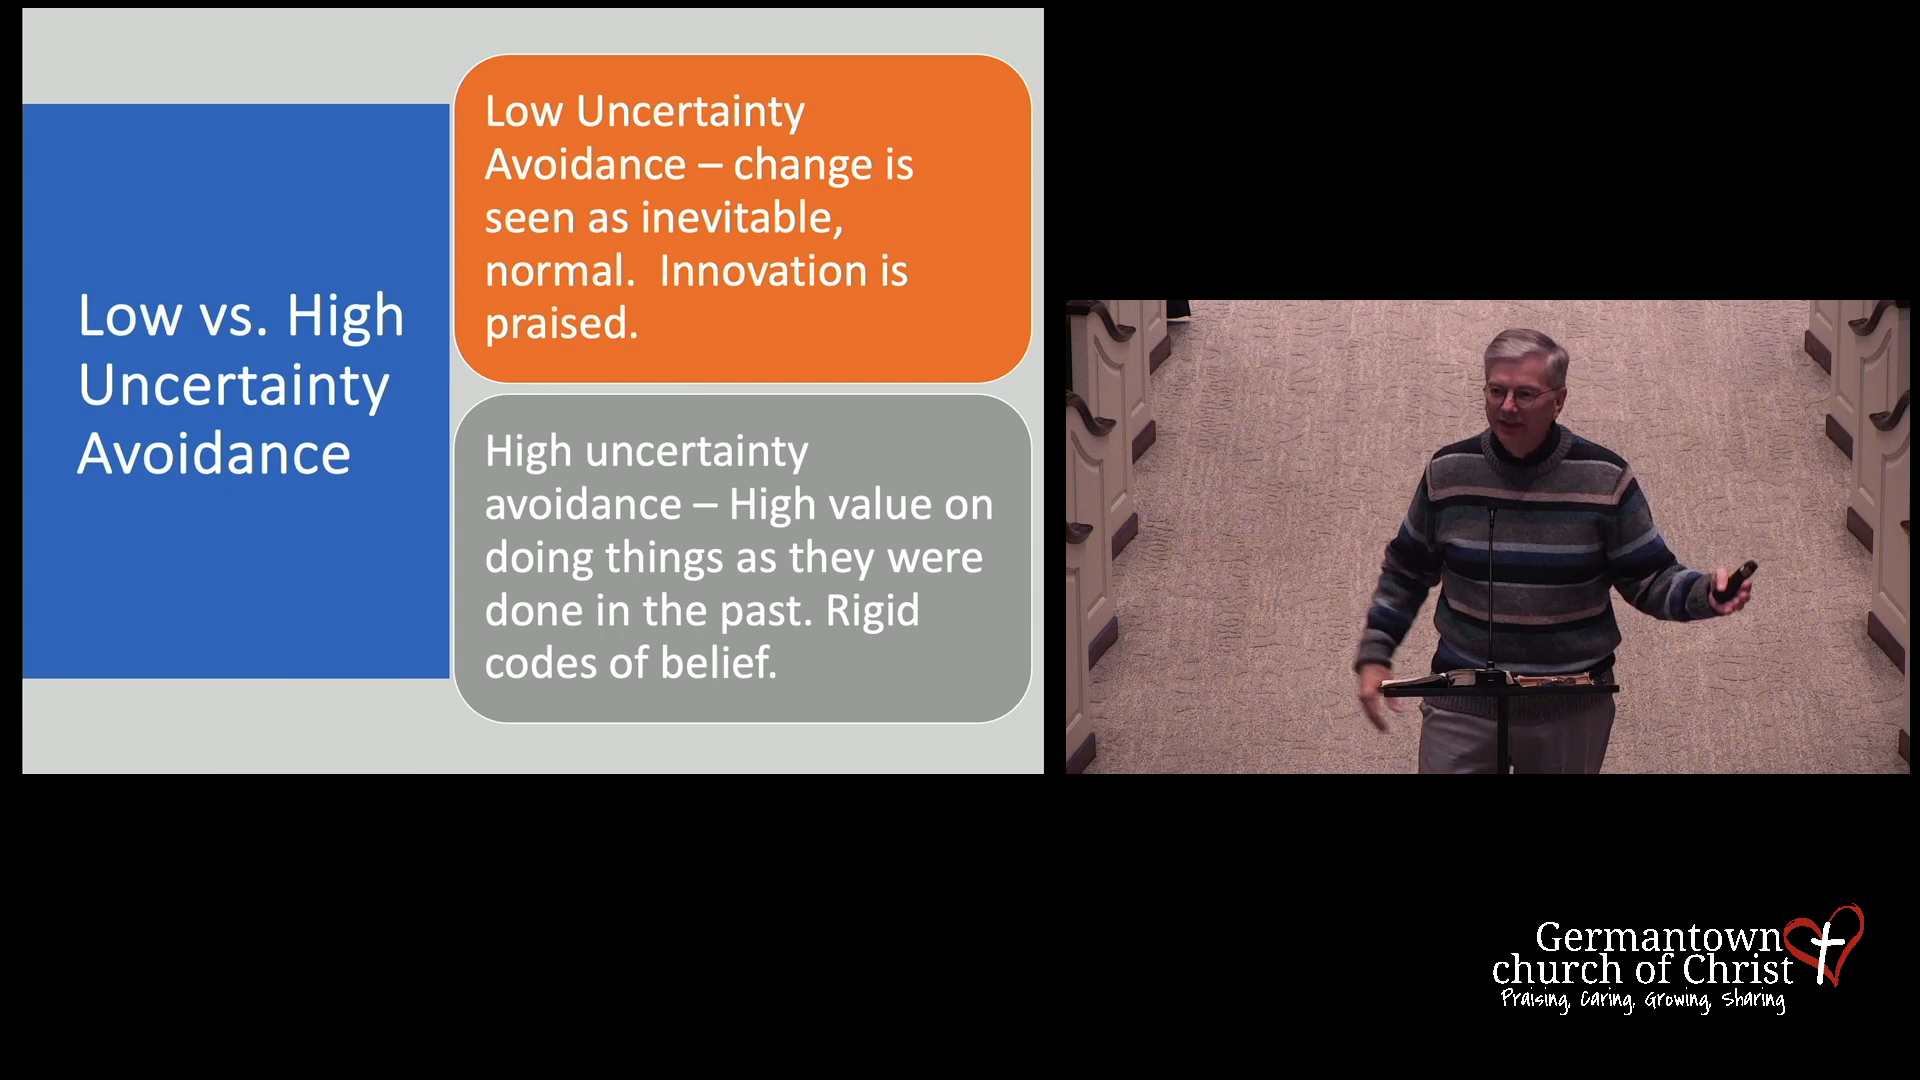 Low vs. High
Uncertainty
Avoidance
Low Uncertainty
Avoidance – change is
seen as inevitable,
normal.  Innovation is
praised.
High uncertainty
avoidance – High value on
doing things as they were
done in the past. Rigid
codes of belief.
Germantown
church of Christ
Praising, Caring, Growing, Sharing